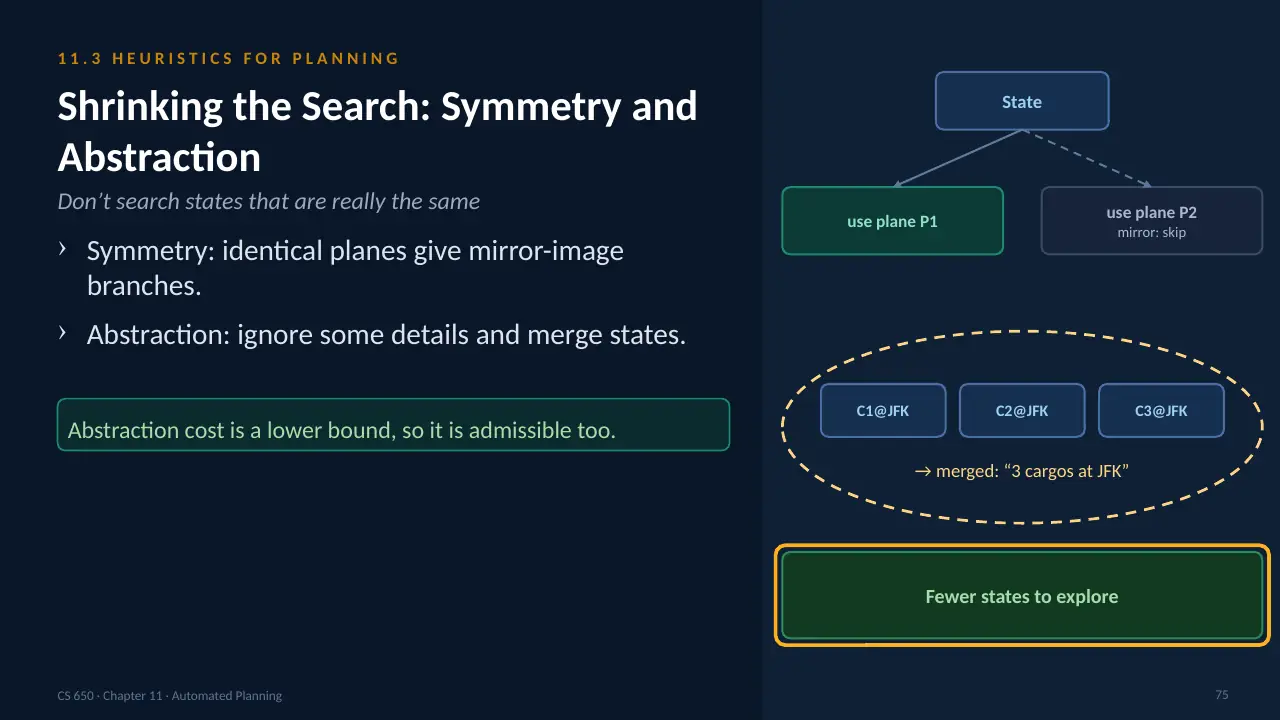 11.3 HEURISTICS FOR PLANNING
Shrinking the Search: Symmetry and
Abstraction
Don’t search states that are really the same
› Symmetry: identical planes give mirror-image
branches.
› Abstraction: ignore some details and merge states.
Abstraction cost is a lower bound, so it is admissible too.
State
use plane P1
use plane P2
mirror: skip
C1@JFK
C2@JFK
C3@JFK
→ merged: “3 cargos at JFK”
Fewer states to explore
CS 650 · Chapter 11 · Automated Planning
75